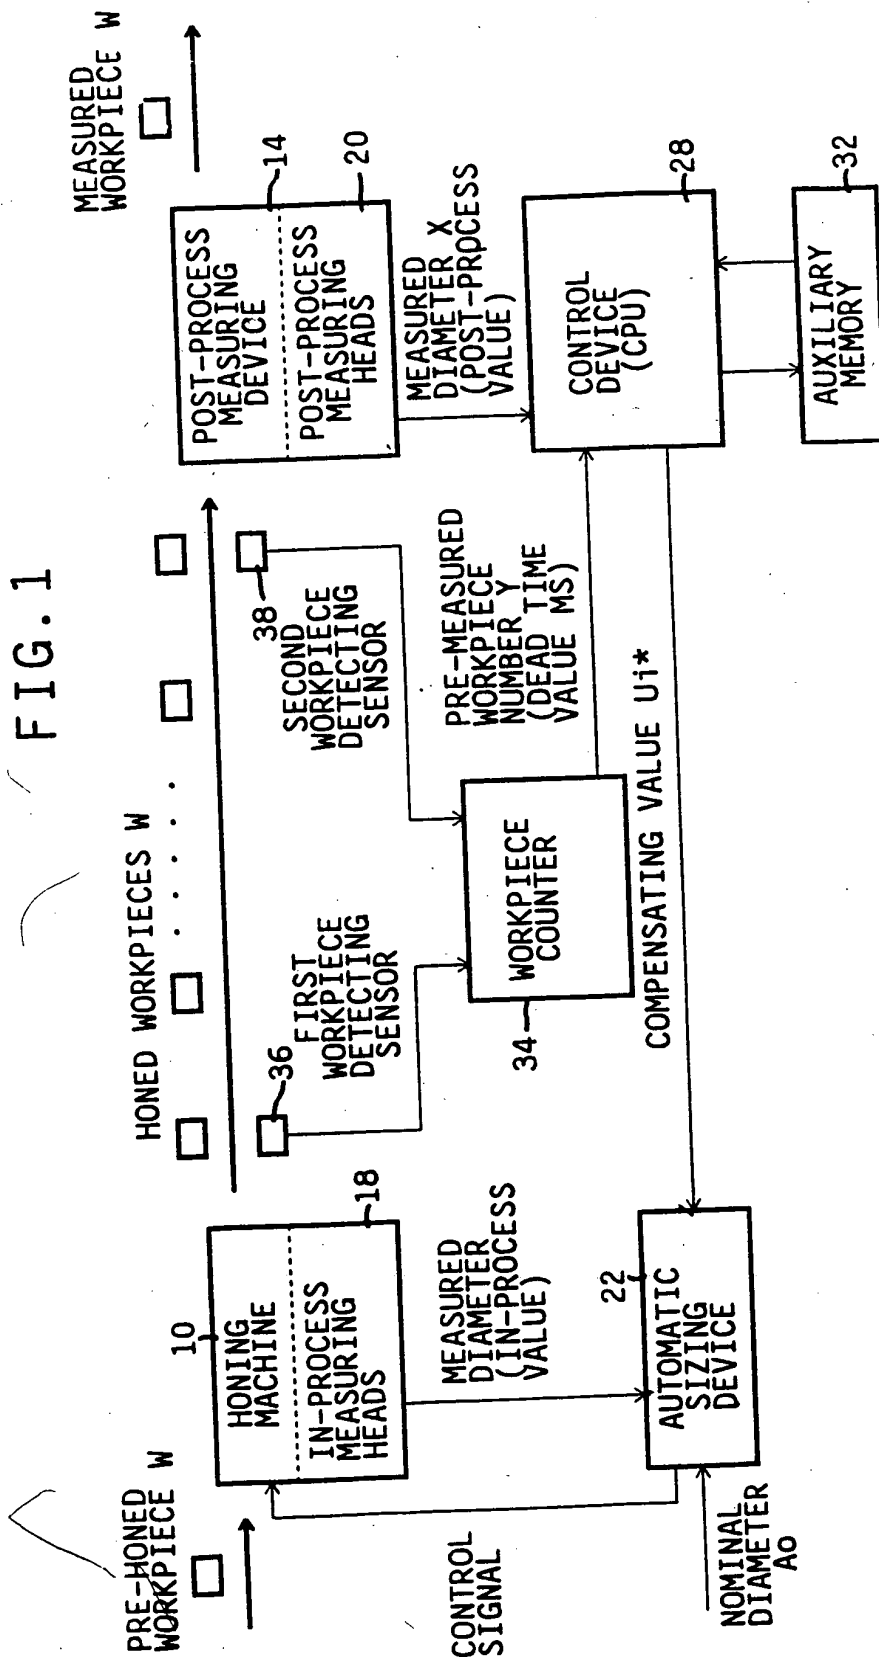 FIG.1
PRE-HONED
WORKPIECE W
HONED WORKPIECES W
MEASURED
WORKPIECE W
10
HONING
MACHINE
IN-PROCESS
MEASURING
HEADS
18
36
FIRST
WORKPIECE
DETECTING
SENSOR
38
SECOND
WORKPIECE
DETECTING
SENSOR
POST-PROCESS
MEASURING
DEVICE
14
POST-PROCESS
MEASURING
HEADS
20
CONTROL
SIGNAL
MEASURED
DIAMETER
(IN-PROCESS
VALUE)
34
WORKPIECE
COUNTER
PRE-MEASURED
WORKPIECE
NUMBER Y
(DEAD TIME
VALUE MS)
MEASURED
DIAMETER X
(POST-PROCESS
VALUE)
CONTROL
DEVICE
(CPU)
28
NOMINAL
DIAMETER
Ao
22
AUTOMATIC
SIZING
DEVICE
COMPENSATING VALUE Ui*
AUXILIARY
MEMORY
32